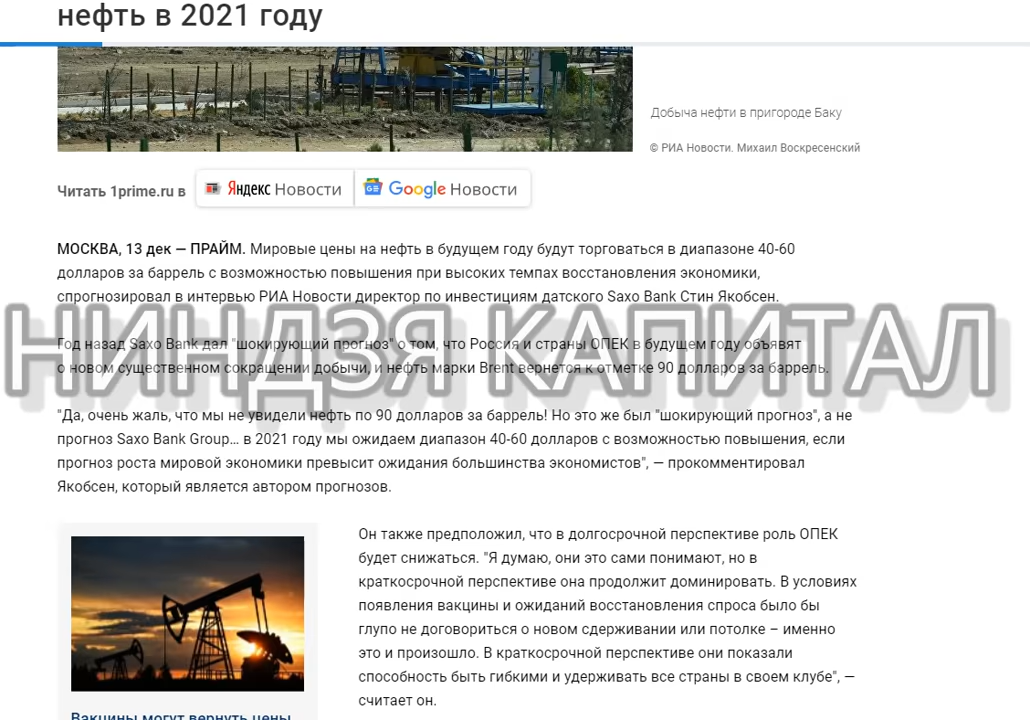 нефть в 2021 году
Добыча нефти в пригороде Баку
© РИА Новости. Михаил Воскресенский
Читать 1prime.ru в
Яндекс Новости
Google Новости
МОСКВА, 13 дек — ПРАЙМ. Мировые цены на нефть в будущем году будут торговаться в диапазоне 40-60
долларов за баррель с возможностью повышения при высоких темпах восстановления экономики,
спрогнозировал в интервью РИА Новости директор по инвестициям датского Saxo Bank Стин Якобсен.
НИНДЗЯ КАПИТАЛ
Год назад Saxo Bank дал "шокирующий прогноз" о том, что Россия и страны ОПЕК в будущем году объявят
о новом существенном сокращении добычи, и нефть марки Brent вернется к отметке 90 долларов за баррель.
"Да, очень жаль, что мы не увидели нефть по 90 долларов за баррель! Но это же был "шокирующий прогноз", а не
прогноз Saxo Bank Group... в 2021 году мы ожидаем диапазон 40-60 долларов с возможностью повышения, если
прогноз роста мировой экономики превысит ожидания большинства экономистов", — прокомментировал
Якобсен, который является автором прогнозов.
Он также предположил, что в долгосрочной перспективе роль ОПЕК
будет снижаться. "Я думаю, они это сами понимают, но в
краткосрочной перспективе она продолжит доминировать. В условиях
появления вакцины и ожиданий восстановления спроса было бы
глупо не договориться о новом сдерживании или потолке – именно
это и произошло. В краткосрочной перспективе они показали
способность быть гибкими и удерживать все страны в своем клубе", —
считает он.
Вакцины могут вернуть цены